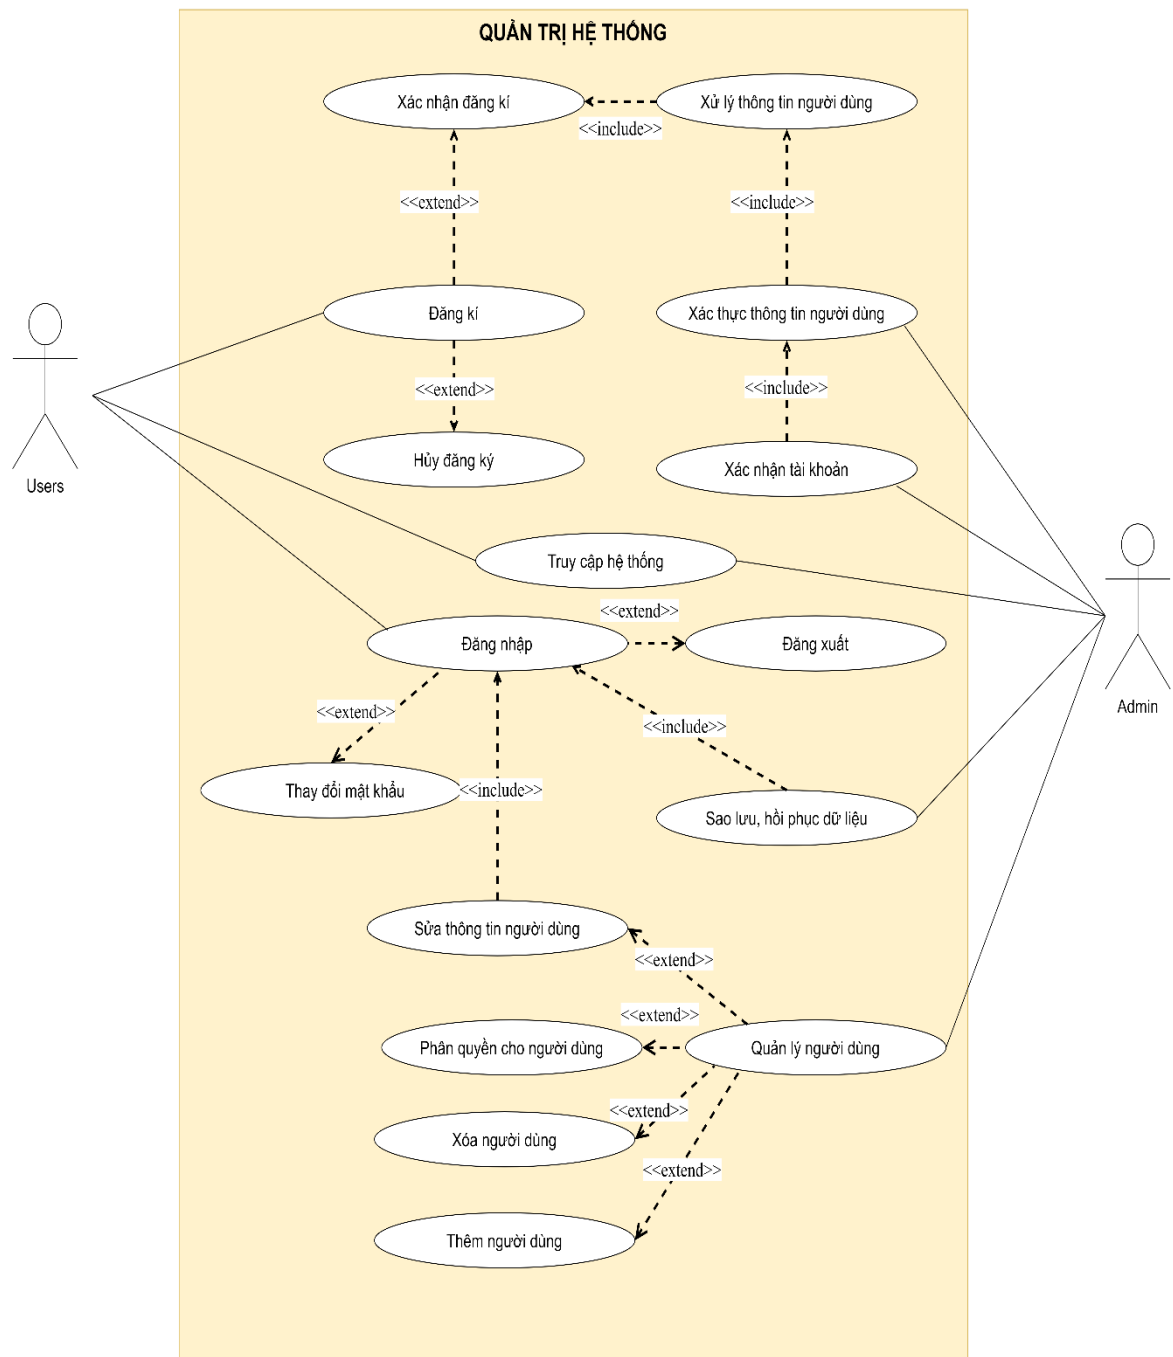 QUẢN TRỊ HỆ THỐNG
Xác nhận đăng kí
Xử lý thông tin người dùng
<<include>>
<<extend>>
<<include>>
Đăng kí
Xác thực thông tin người dùng
<<extend>>
<<include>>
Hủy đăng ký
Xác nhận tài khoản
Users
Truy cập hệ thống
<<extend>>
Đăng nhập
Đăng xuất
Admin
<<extend>>
<<include>>
Thay đổi mật khẩu
<<include>>
Sao lưu, hồi phục dữ liệu
Sửa thông tin người dùng
<<extend>>
<<extend>>
Phân quyền cho người dùng
Quản lý người dùng
<<extend>>
Xóa người dùng
<<extend>>
Thêm người dùng